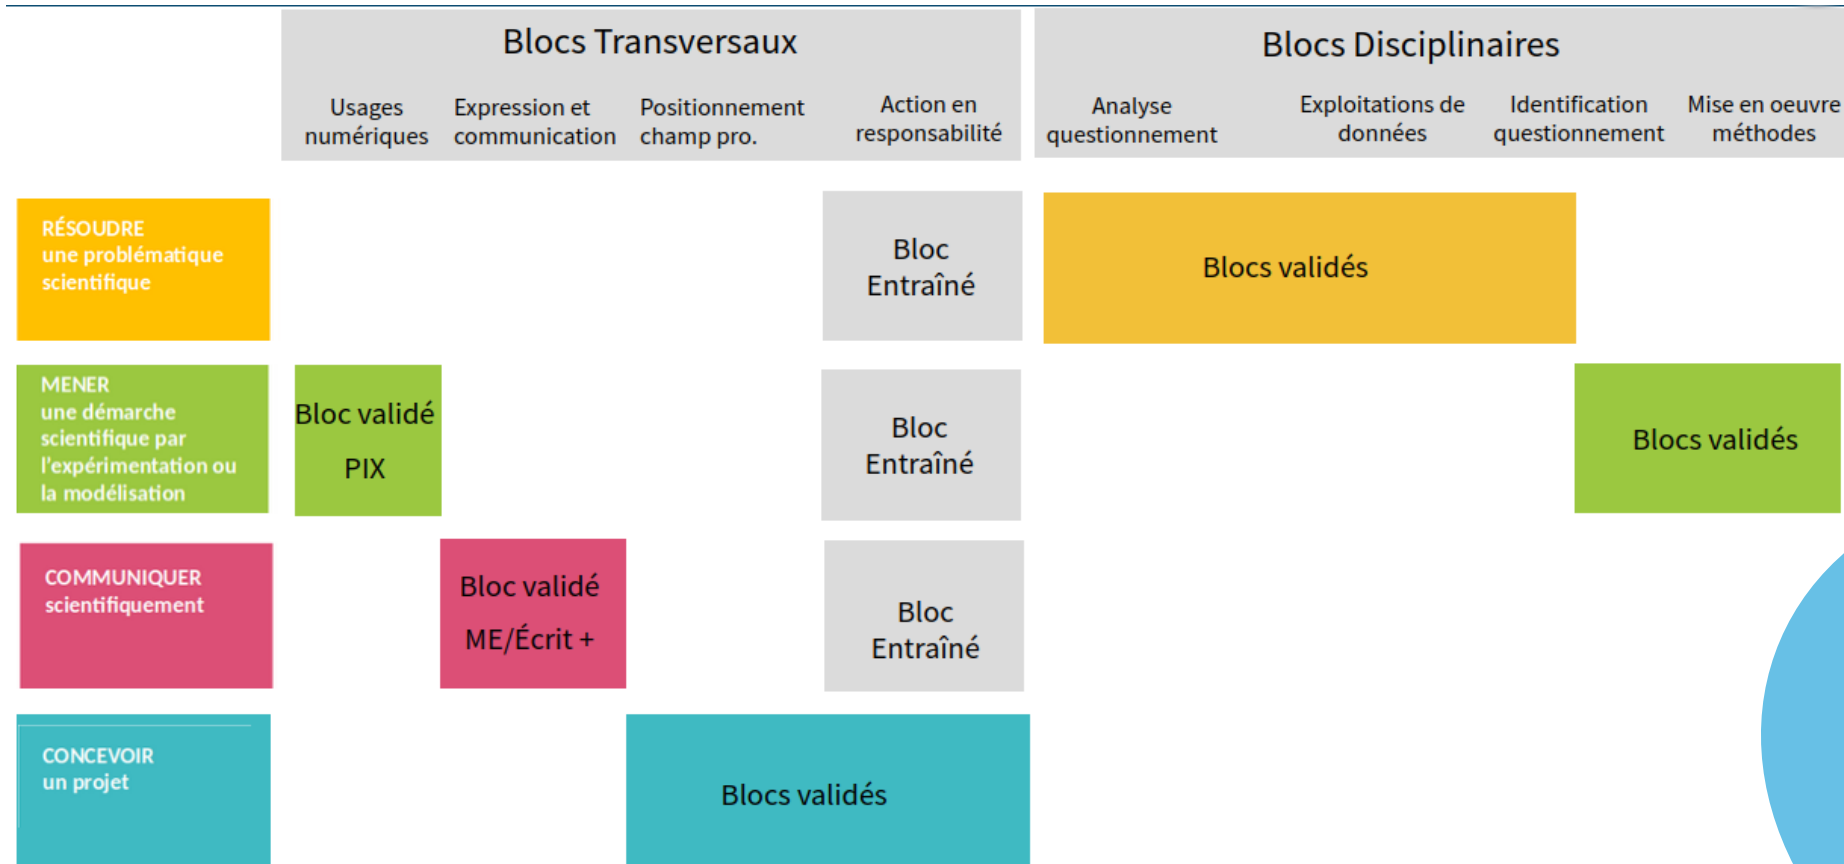 Blocs Transversaux
Blocs Disciplinaires
Usages
numériques
Expression et
communication
Positionnement
champ pro.
Action en
responsabilité
Analyse
questionnement
Exploitations de
données
Identification
questionnement
Mise en oeuvre
méthodes
RÉSOUDRE
une problématique
scientifique
Bloc
Entraîné
Blocs validés
MENER
une démarche
scientifique par
l'expérimentation ou
la modélisation
Bloc validé
PIX
Bloc
Entraîné
Blocs validés
COMMUNIQUER
scientifiquement
Bloc validé
ME/Écrit +
Bloc
Entraîné
CONCEVOIR
un projet
Blocs validés